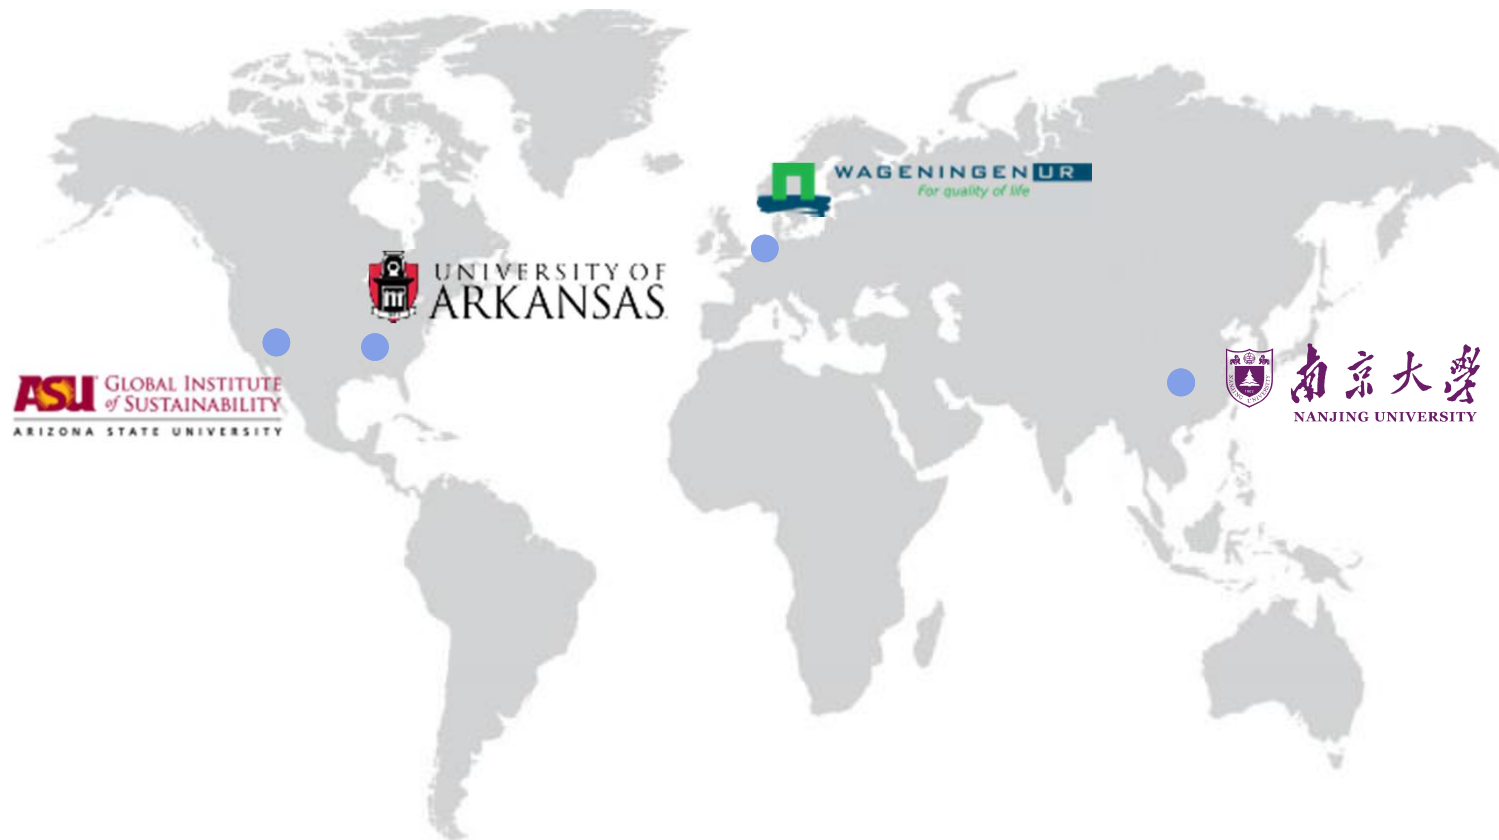 WAGENINGEN UR
For quality of life
UNIVERSITY OF
ARKANSAS
ASU GLOBAL INSTITUTE
of SUSTAINABILITY
ARIZONA STATE UNIVERSITY
南京大學
NANJING UNIVERSITY